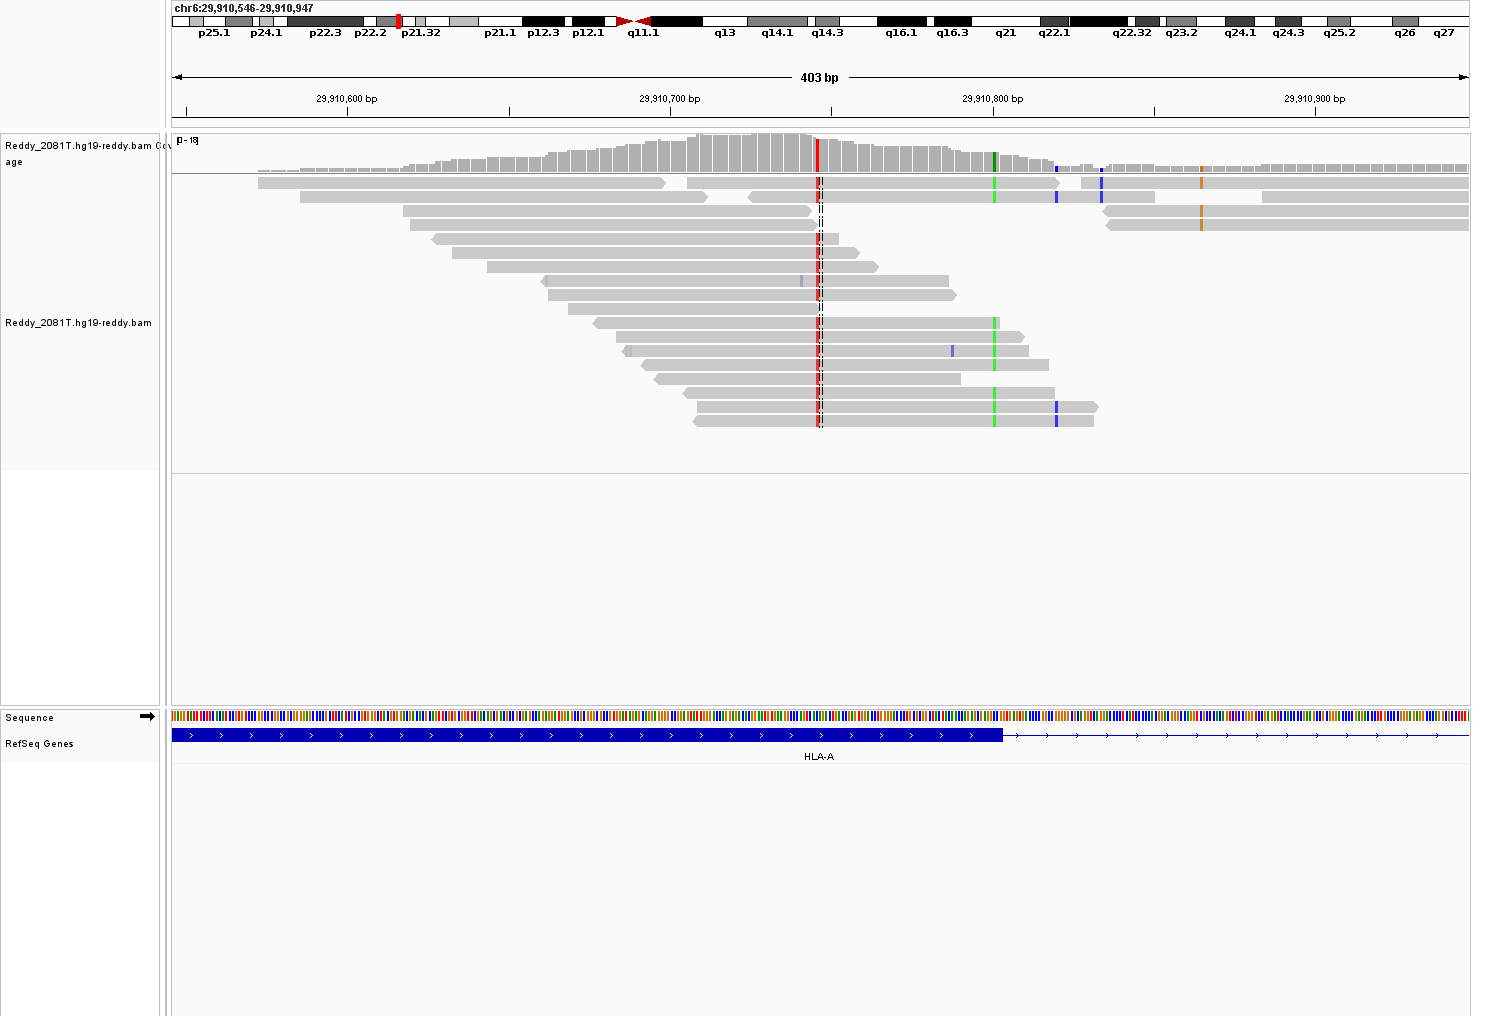 chr6:29,910,546-29,910,947
p25.1 p24.1 p22.3 p22.2 p21.32 p21.1 p12.3 p12.1 q11.1 q13 q14.1 q14.3 q16.1 q16.3 q21 q22.1 q22.32 q23.2 q24.1 q24.3 q25.2 q26 q27
403 bp
29,910,600 bp 29,910,700 bp 29,910,800 bp 29,910,900 bp
[0 - 18]
Reddy_2081T.hg19-reddy.bam Cov
age
Reddy_2081T.hg19-reddy.bam
Sequence
RefSeq Genes
HLA-A